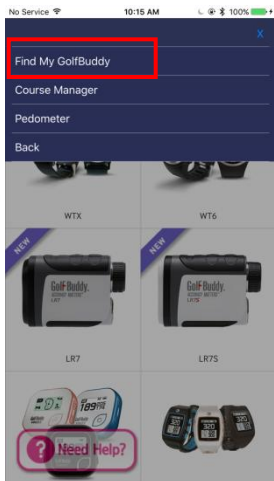 No Service 10:15 AM 100%
X
Find My GolfBuddy
Course Manager
Pedometer
Back
WTX WT6
NEW NEW
GolfBuddy. GolfBuddy.
LR7 LR7S
189
? Need Help?